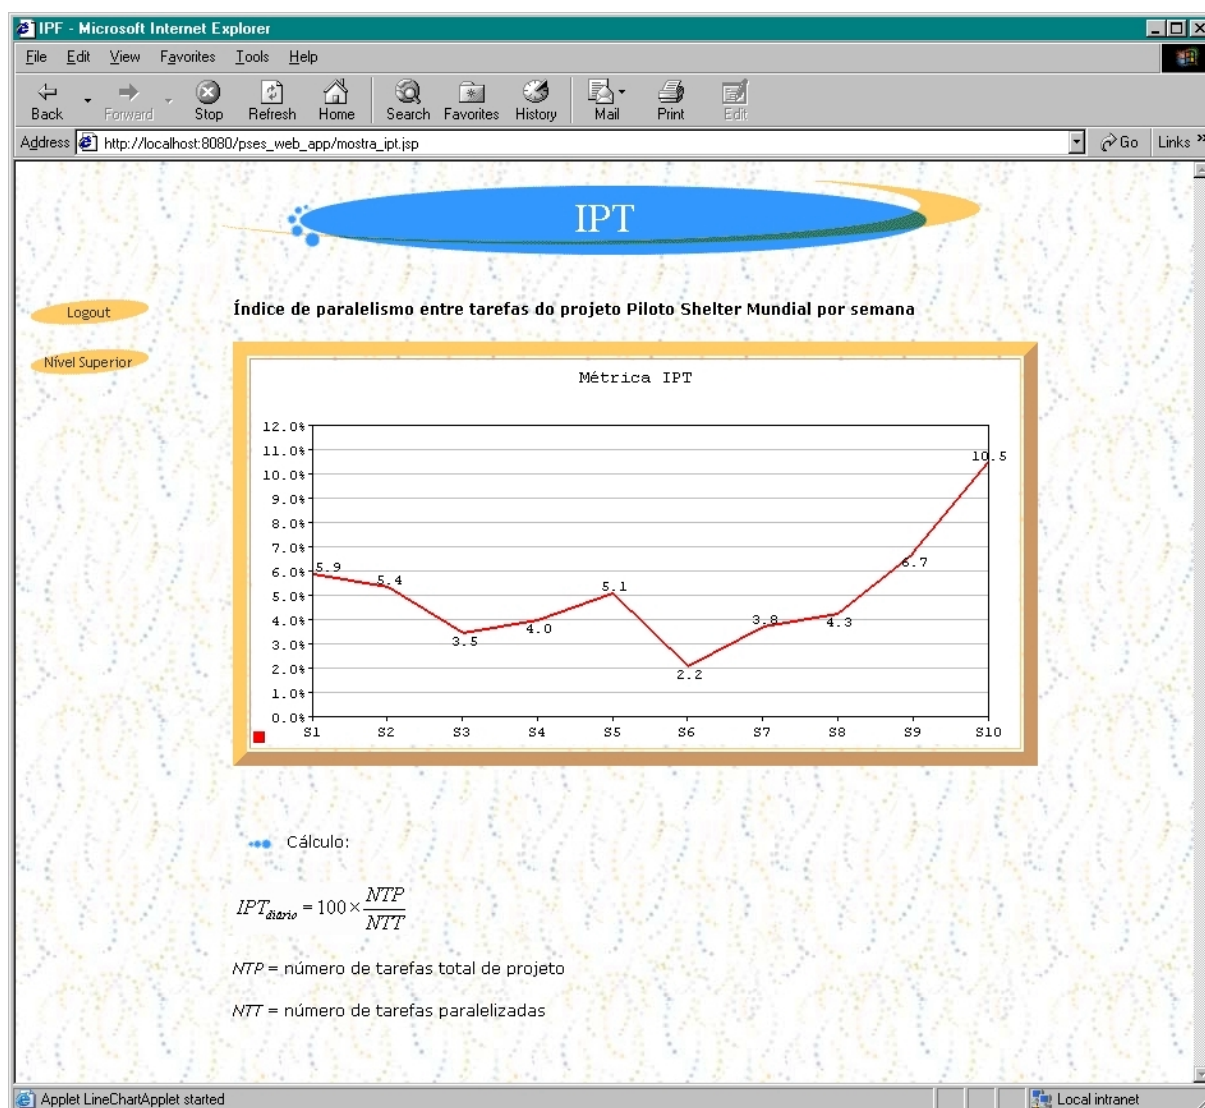 IPF - Microsoft Internet Explorer
File Edit View Favorites Tools Help
Back Forward Stop Refresh Home Search Favorites History Mail Print Edit
Address http://localhost:8080/pses_web_app/mostra_ipt.jsp Go Links »
IPT
Logout
Nível Superior
Índice de paralelismo entre tarefas do projeto Piloto Shelter Mundial por semana
Métrica IPT
12.0%
11.0%
10.0%
9.0%
8.0%
7.0%
6.0%
5.0%
4.0%
3.0%
2.0%
1.0%
0.0%
5.9 5.4 3.5 4.0 5.1 2.2 3.8 4.3 6.7 10.5
S1 S2 S3 S4 S5 S6 S7 S8 S9 S10
Cálculo:
IPT diário = 100 × NTP / NTT
NTP = número de tarefas total de projeto
NTT = número de tarefas paralelizadas
Applet LineChartApplet started Local intranet